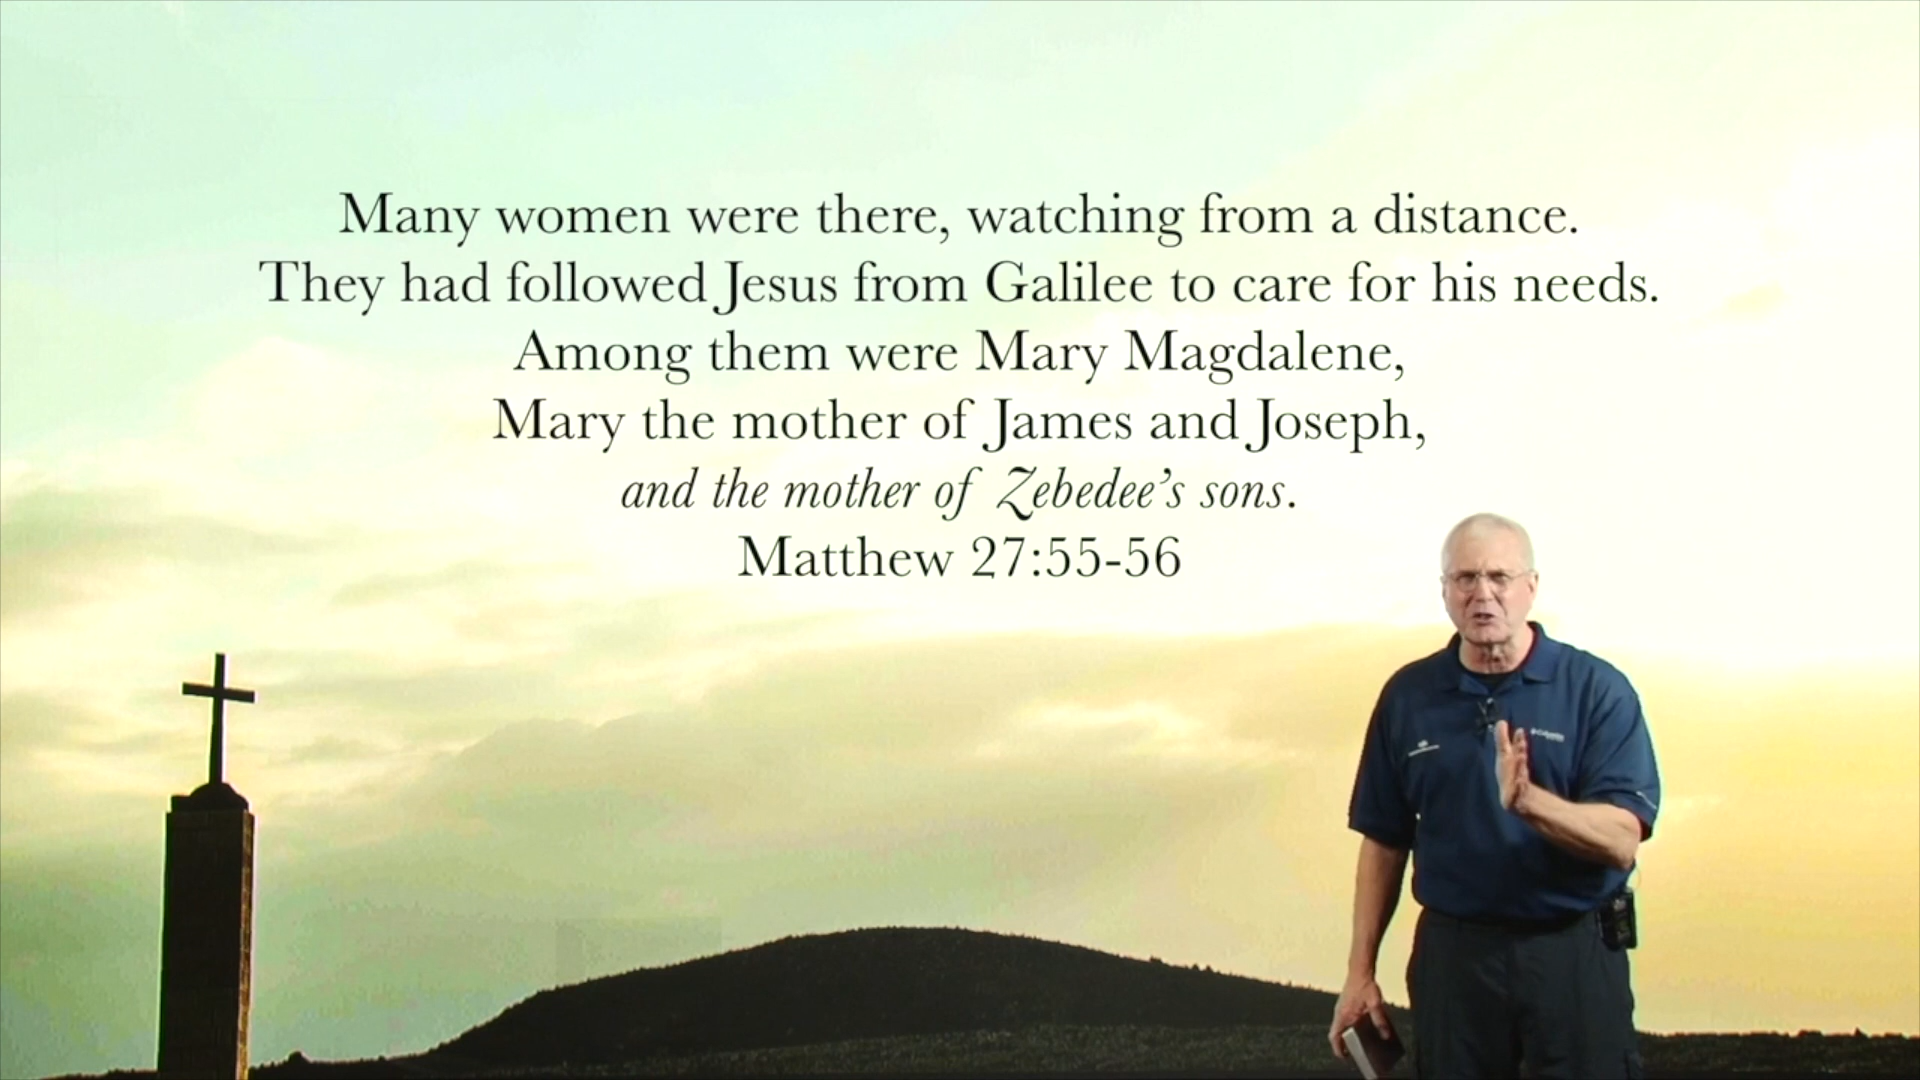 Many women were there, watching from a distance.
They had followed Jesus from Galilee to care for his needs.
Among them were Mary Magdalene,
Mary the mother of James and Joseph,
and the mother of Zebedee's sons.
Matthew 27:55-56
Columbia